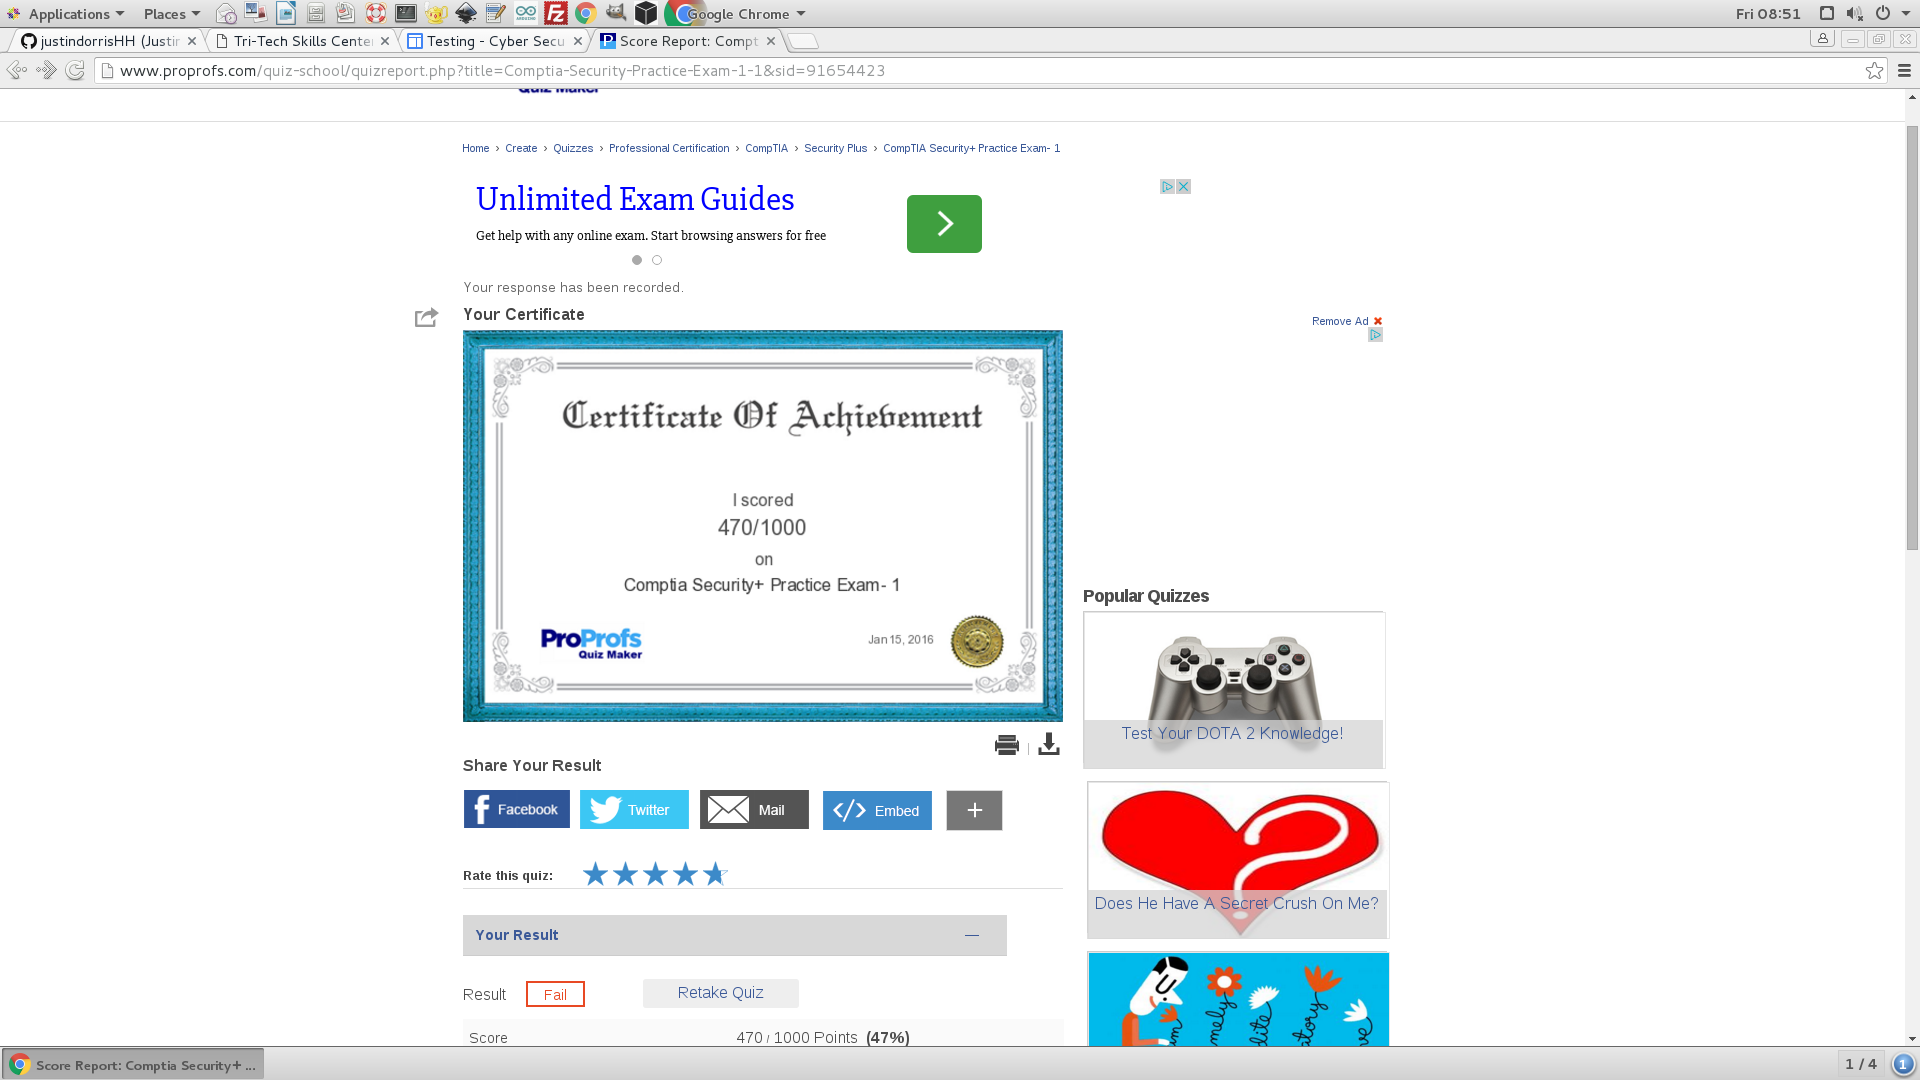 Applications Places Google Chrome Fri 08:51
justindorrisHH (Justin Tri-Tech Skills Center Testing - Cyber Secu Score Report: Compt
www.proprofs.com/quiz-school/quizreport.php?title=Comptia-Security-Practice-Exam-1-1&sid=91654423
Quiz Maker
Home › Create › Quizzes › Professional Certification › CompTIA › Security Plus › CompTIA Security+ Practice Exam- 1
Unlimited Exam Guides
Get help with any online exam. Start browsing answers for free
Your response has been recorded.
Your Certificate
Remove Ad
Certificate Of Achievement
I scored
470/1000
on
Comptia Security+ Practice Exam- 1
ProProfs
Quiz Maker
Jan 15, 2016
Popular Quizzes
Test Your DOTA 2 Knowledge!
Share Your Result
Facebook Twitter Mail Embed +
Rate this quiz:
Does He Have A Secret Crush On Me?
Your Result
Result Fail Retake Quiz
Score 470 / 1000 Points (47%)
Score Report: Comptia Security+ ... 1 / 4 1